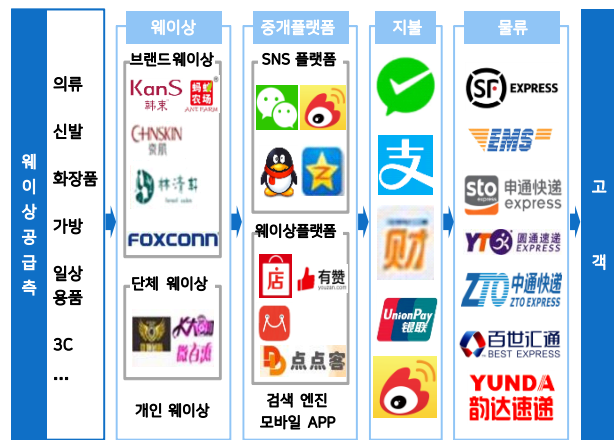 웨이상공급측
의류
신발
화장품
가방
일상
용품
3C
...
웨이상
브랜드웨이상
KanS
韩束
蚂蚁
农场
ANT FARM
CHNSKIN
林清轩
FOXCONN
단체 웨이상
微百派
개인 웨이상
중개플랫폼
SNS 플랫폼
웨이상플랫폼
店
有赞
youzan.com
点点客
검색 엔진
모바일 APP
지불
支
财
UnionPay
银联
물류
SF EXPRESS
EMS
sto 申通快递
express
YTO 圆通速递
EXPRESS
ZTO 中通快递
ZTO EXPRESS
百世汇通
BEST EXPRESS
YUNDA
韵达速递
고객